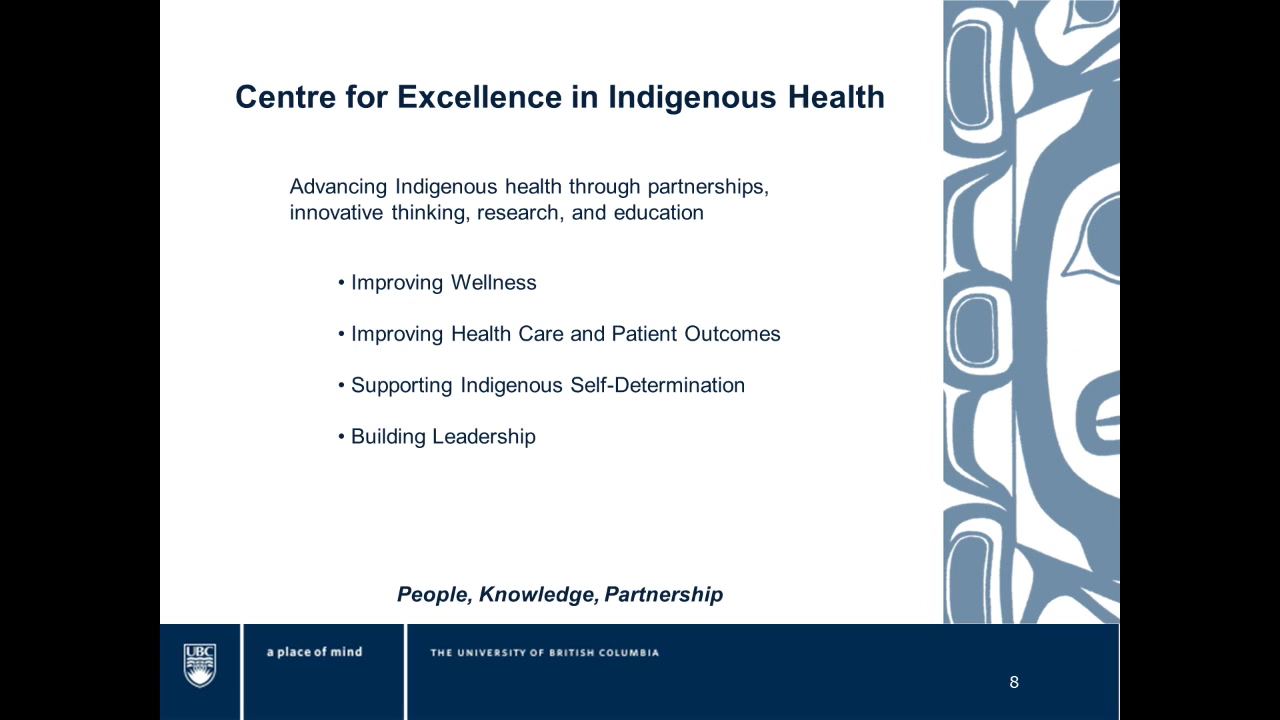 Centre for Excellence in Indigenous Health
Advancing Indigenous health through partnerships,
innovative thinking, research, and education
• Improving Wellness
• Improving Health Care and Patient Outcomes
• Supporting Indigenous Self-Determination
• Building Leadership
People, Knowledge, Partnership
UBC
a place of mind
THE UNIVERSITY OF BRITISH COLUMBIA
8